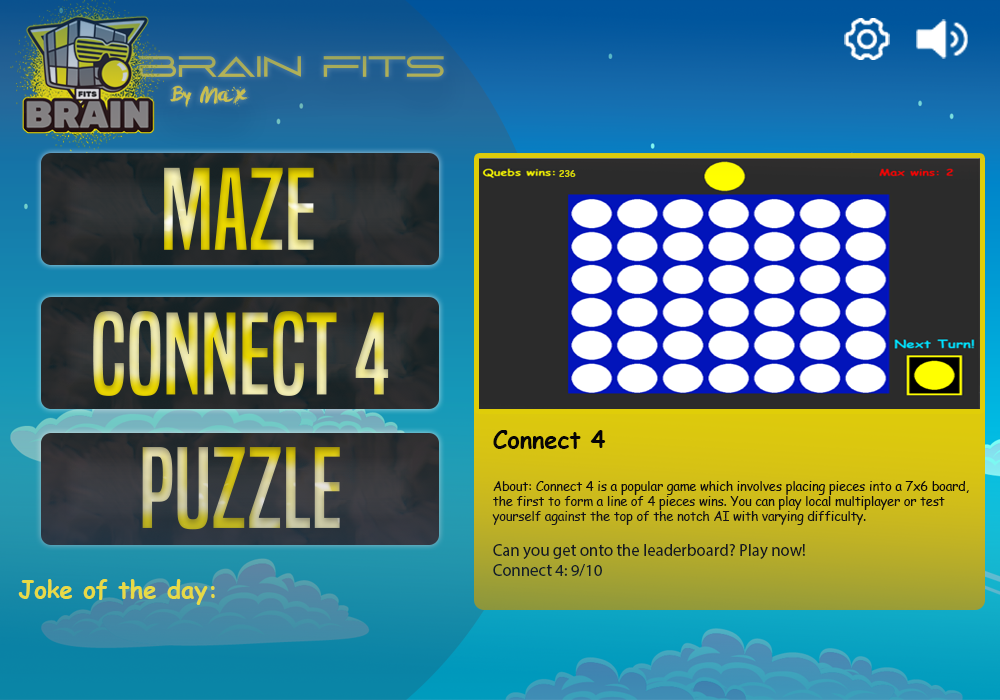 FITS
BRAIN
BRAIN FITS
By Max
MAZE
CONNECT 4
PUZZLE
Joke of the day:
Quebs wins: 236
Max wins: 2
Next Turn!
Connect 4
About: Connect 4 is a popular game which involves placing pieces into a 7x6 board,
the first to form a line of 4 pieces wins. You can play local multiplayer or test
yourself against the top of the notch AI with varying difficulty.
Can you get onto the leaderboard? Play now!
Connect 4: 9/10